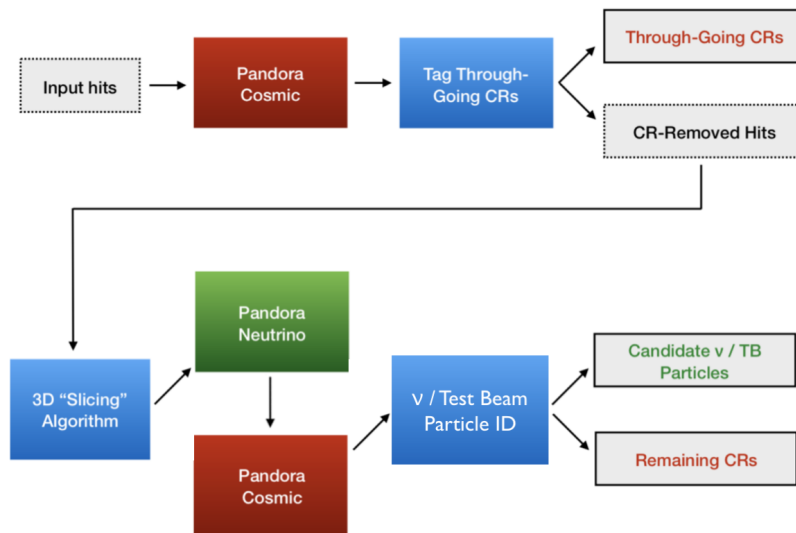 Input hits
Pandora
Cosmic
Tag Through-
Going CRs
Through-Going CRs
CR-Removed Hits
3D “Slicing”
Algorithm
Pandora
Neutrino
Pandora
Cosmic
ν / Test Beam
Particle ID
Candidate ν / TB
Particles
Remaining CRs